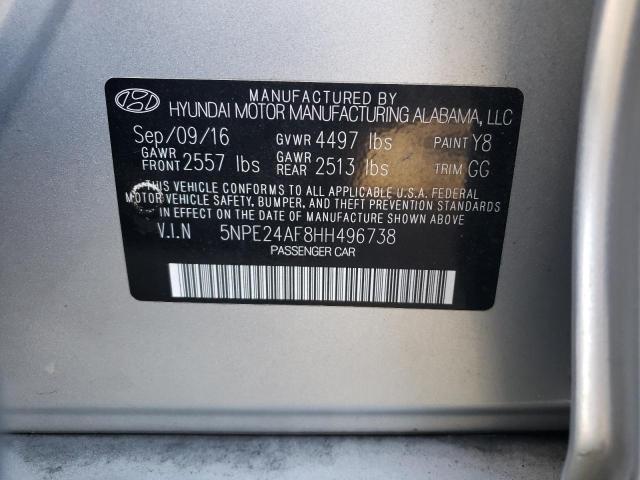 MANUFACTURED BY
HYUNDAI MOTOR MANUFACTURING ALABAMA, LLC
Sep/09/16 GVWR 4497 lbs PAINT Y8
GAWR FRONT 2557 lbs GAWR REAR 2513 lbs TRIM GG
THIS VEHICLE CONFORMS TO ALL APPLICABLE U.S.A. FEDERAL
MOTOR VEHICLE SAFETY, BUMPER, AND THEFT PREVENTION STANDARDS
IN EFFECT ON THE DATE OF MANUFACTURE SHOWN ABOVE.
V.I.N 5NPE24AF8HH496738
PASSENGER CAR